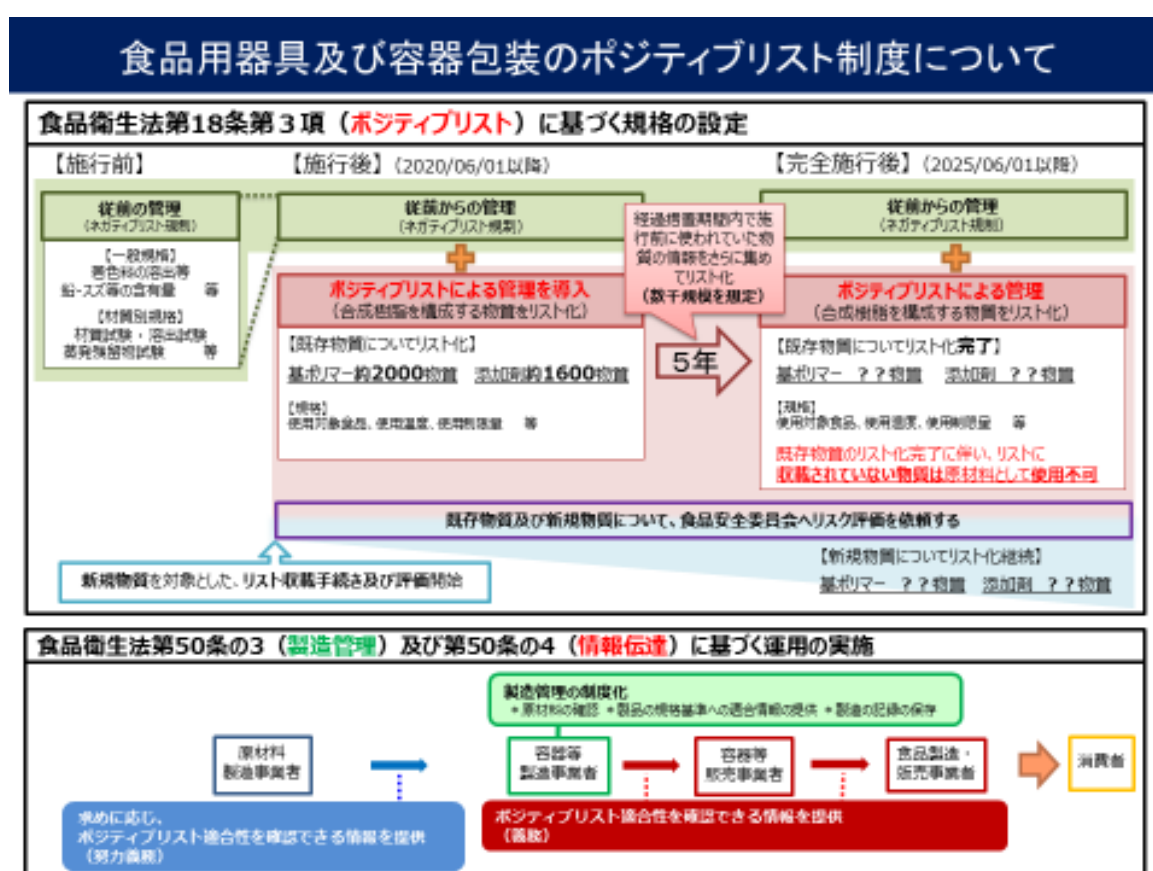 食品用器具及び容器包装のポジティブリスト制度について
食品衛生法第18条第３項（ポジティブリスト）に基づく規格の設定
【施行前】
従前の管理
（ネガティブリスト規制）
【一般規格】
着色料の溶出等
鉛・スズ等の含有量　等
【材質別規格】
材質試験・溶出試験
蒸発残留物試験　等
【施行後】（2020/06/01以降）
従前からの管理
（ネガティブリスト規制）
ポジティブリストによる管理を導入
（合成樹脂を構成する物質をリスト化）
【既存物質についてリスト化】
基ポリマー約2000物質　添加剤約1600物質
【規格】
使用対象食品、使用温度、使用制限量　等
経過措置期間内で施
行前に使われていた物
質の情報をさらに集め
てリスト化
（数千規模を想定）
５年
【完全施行後】（2025/06/01以降）
従前からの管理
（ネガティブリスト規制）
ポジティブリストによる管理
（合成樹脂を構成する物質をリスト化）
【既存物質についてリスト化完了】
基ポリマー　？？物質　添加剤　？？物質
【規格】
使用対象食品、使用温度、使用制限量　等
既存物質のリスト化完了に伴い、リストに
収載されていない物質は原材料として使用不可
既存物質及び新規物質について、食品安全委員会へリスク評価を依頼する
新規物質を対象とした、リスト収載手続き及び評価開始
【新規物質についてリスト化継続】
基ポリマー　？？物質　添加剤　？？物質
食品衛生法第50条の3（製造管理）及び第50条の4（情報伝達）に基づく運用の実施
製造管理の制度化
＊原材料の確認 ＊製品の規格基準への適合情報の提供 ＊製造の記録の保存
原材料
製造事業者
容器等
製造事業者
容器等
販売事業者
食品製造・
販売事業者
消費者
求めに応じ、
ポジティブリスト適合性を確認できる情報を提供
（努力義務）
ポジティブリスト適合性を確認できる情報を提供
（義務）